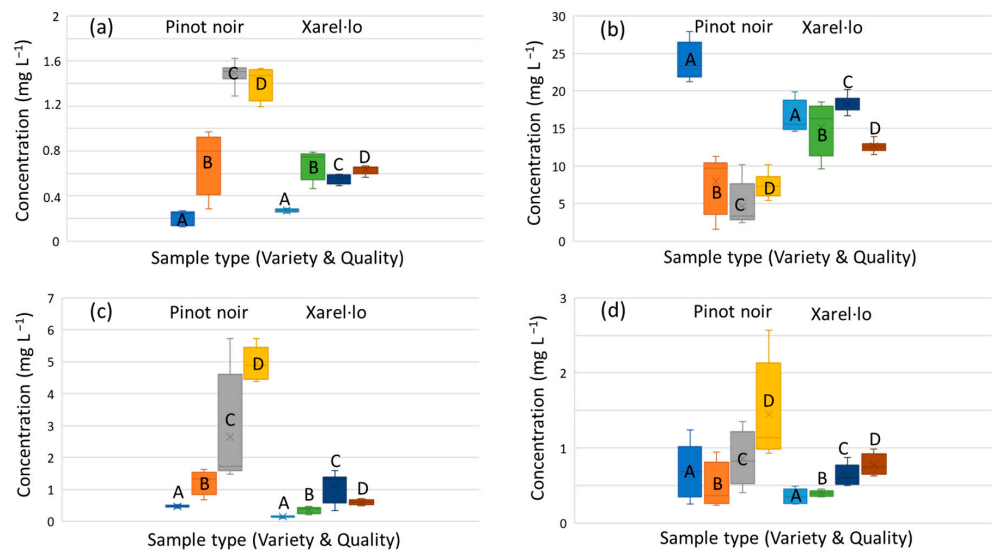 (a)
Pinot noir
Xarel·lo
Concentration (mg L⁻¹)
1.6
1.2
0.8
0.4
0
A
B
C
D
A
B
C
D
Sample type (Variety & Quality)
(b)
Pinot noir
Xarel·lo
Concentration (mg L⁻¹)
30
25
20
15
10
5
0
A
B
C
D
A
B
C
D
Sample type (Variety & Quality)
(c)
Pinot noir
Xarel·lo
Concentration (mg L⁻¹)
7
6
5
4
3
2
1
0
A
B
C
D
A
B
C
D
Sample type (Variety & Quality)
(d)
Pinot noir
Xarel·lo
Concentration (mg L⁻¹)
3
2
1
0
A
B
C
D
A
B
C
D
Sample type (Variety & Quality)